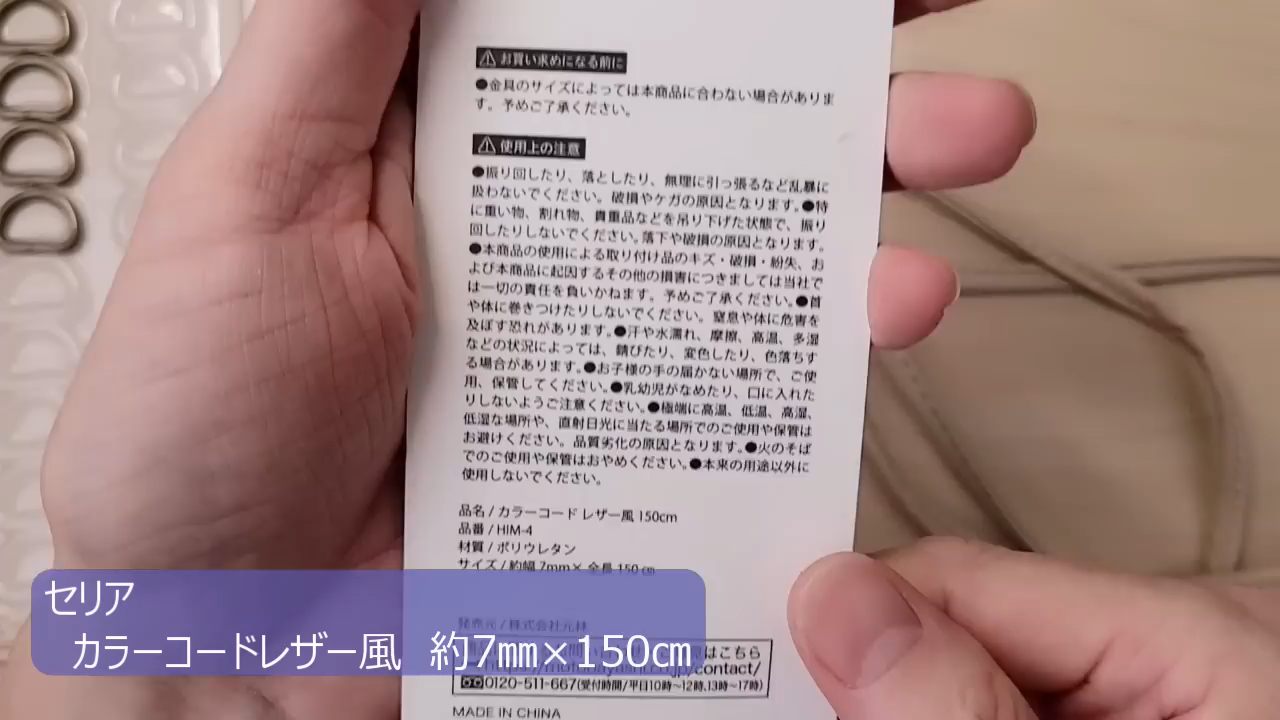 お買い求めになる前に
●金具のサイズによっては本商品に合わない場合がありま
す。予めご了承ください。
使用上の注意
●振り回したり、落としたり、無理に引っ張るなど乱暴に
扱わないでください。破損やケガの原因となります。●特
に重い物、割れ物、貴重品などを吊り下げた状態で、振り
回したりしないでください。落下や破損の原因となります。
●本商品の使用による取り付け品のキズ・破損・紛失、お
よび本商品に起因するその他の損害につきましては当社で
は一切の責任を負いかねます。予めご了承ください。●首
や体に巻きつけたりしないでください。窒息や体に危害を
及ぼす恐れがあります。●汗や水濡れ、摩擦、高温、多湿
などの状況によっては、錆びたり、変色したり、色落ちす
る場合があります。●お子様の手の届かない場所で、ご使
用、保管してください。●乳幼児がなめたり、口に入れた
りしないようご注意ください。●極端に高温、低温、高湿、
低湿な場所や、直射日光に当たる場所でのご使用や保管は
お避けください。品質劣化の原因となります。●火のそば
でのご使用や保管はおやめください。●本来の用途以外に
使用しないでください。
品名 / カラーコード レザー風 150cm
品番 / HIM-4
材質 / ポリウレタン
サイズ / 約幅 7mm× 全長 150 cm
セリア
カラーコードレザー風 約7㎜×150㎝
発売元 / 株式会社元林
はこちら
contact/
0120-511-667(受付時間/平日10時〜12時、13時〜17時)
MADE IN CHINA